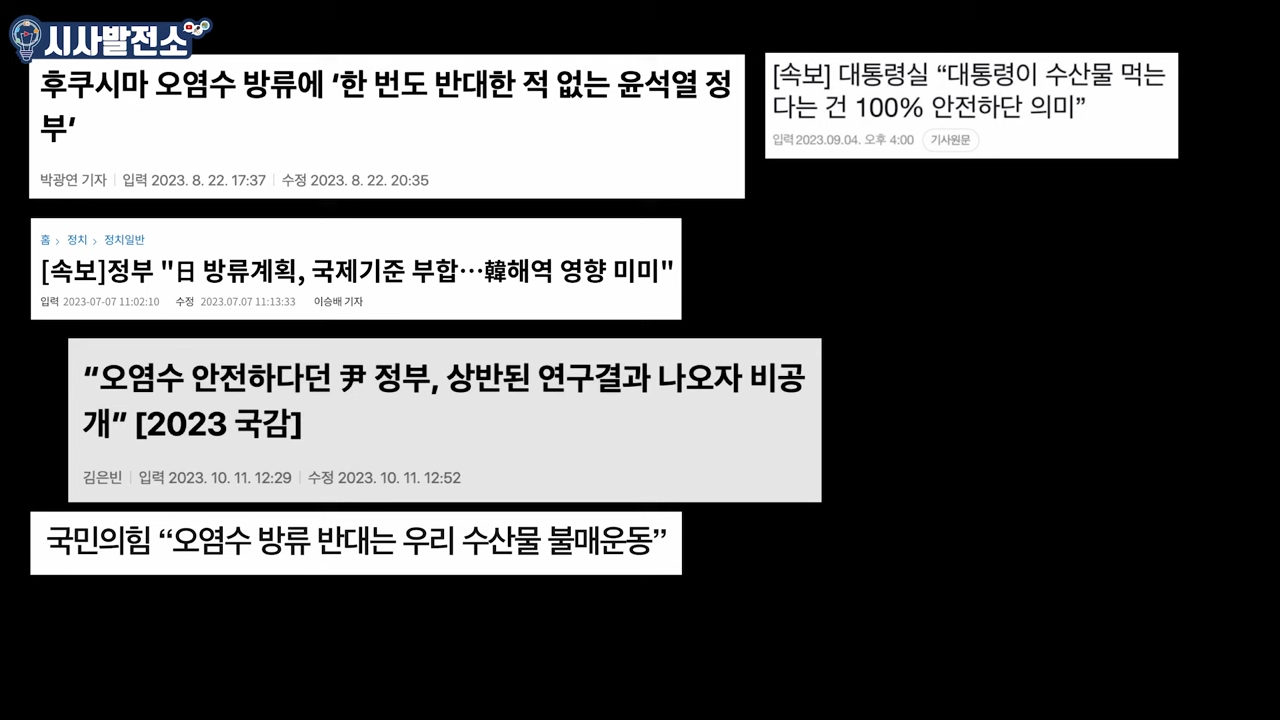 시사발전소
후쿠시마 오염수 방류에 ‘한 번도 반대한 적 없는 윤석열 정
부’
박광연 기자 | 입력 2023. 8. 22. 17:37 | 수정 2023. 8. 22. 20:35
[속보] 대통령실 “대통령이 수산물 먹는
다는 건 100% 안전하단 의미”
입력 2023.09.04. 오후 4:00 기사원문
홈 > 정치 > 정치일반
[속보]정부 "日 방류계획, 국제기준 부합…韓해역 영향 미미"
입력 2023-07-07 11:02:10 수정 2023.07.07 11:13:33 이승배 기자
“오염수 안전하다던 尹 정부, 상반된 연구결과 나오자 비공
개” [2023 국감]
김은빈 | 입력 2023. 10. 11. 12:29 | 수정 2023. 10. 11. 12:52
국민의힘 “오염수 방류 반대는 우리 수산물 불매운동”